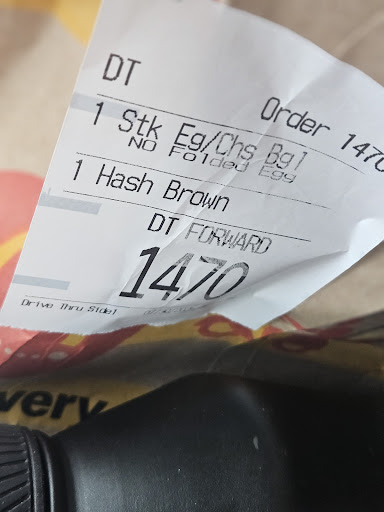 DT
Order 1470
1 Stk Eg/Chs Bgl
NO Folded Egg
1 Hash Brown
DT FORWARD
1470
Drive Thru Side1
very